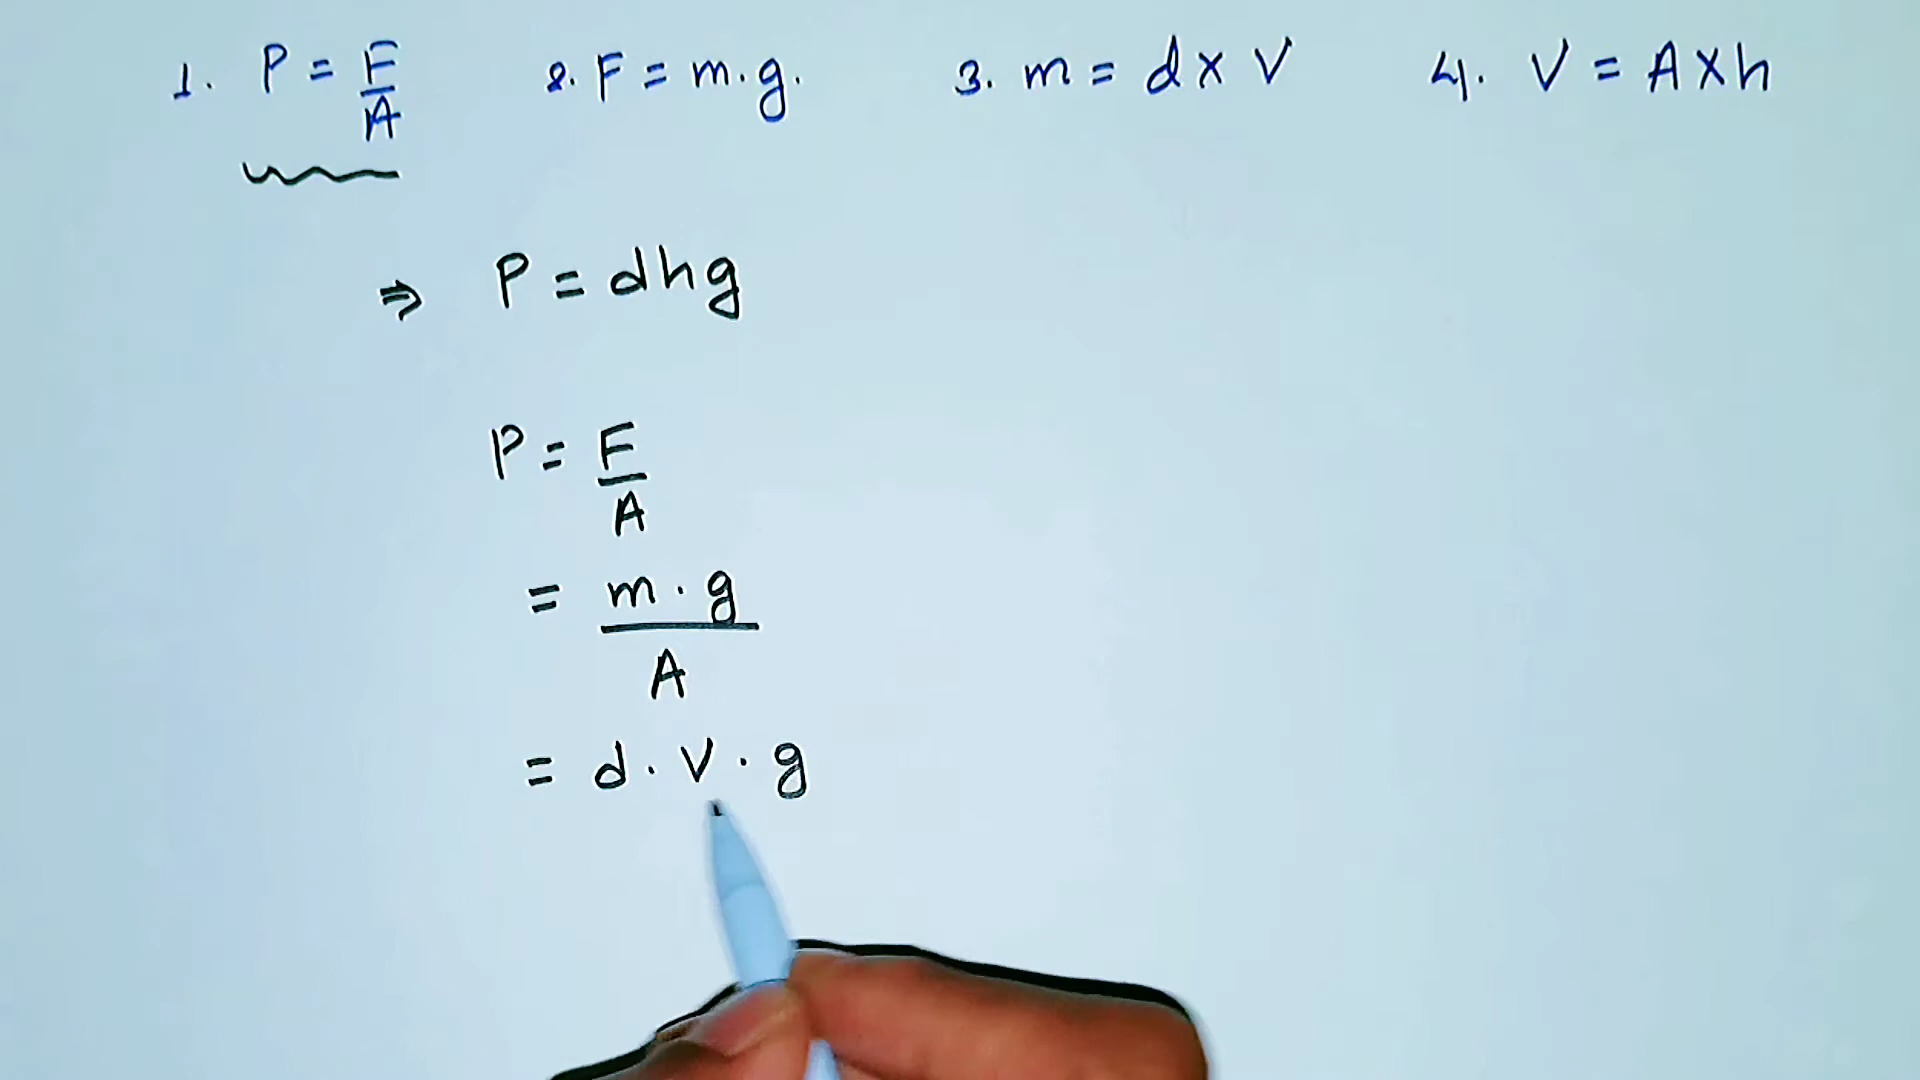 1. P = F/A 2. F = m.g. 3. m = d x V 4. V = A x h
⇒ P = dhg
P = F/A
= m . g / A
= d . V . g